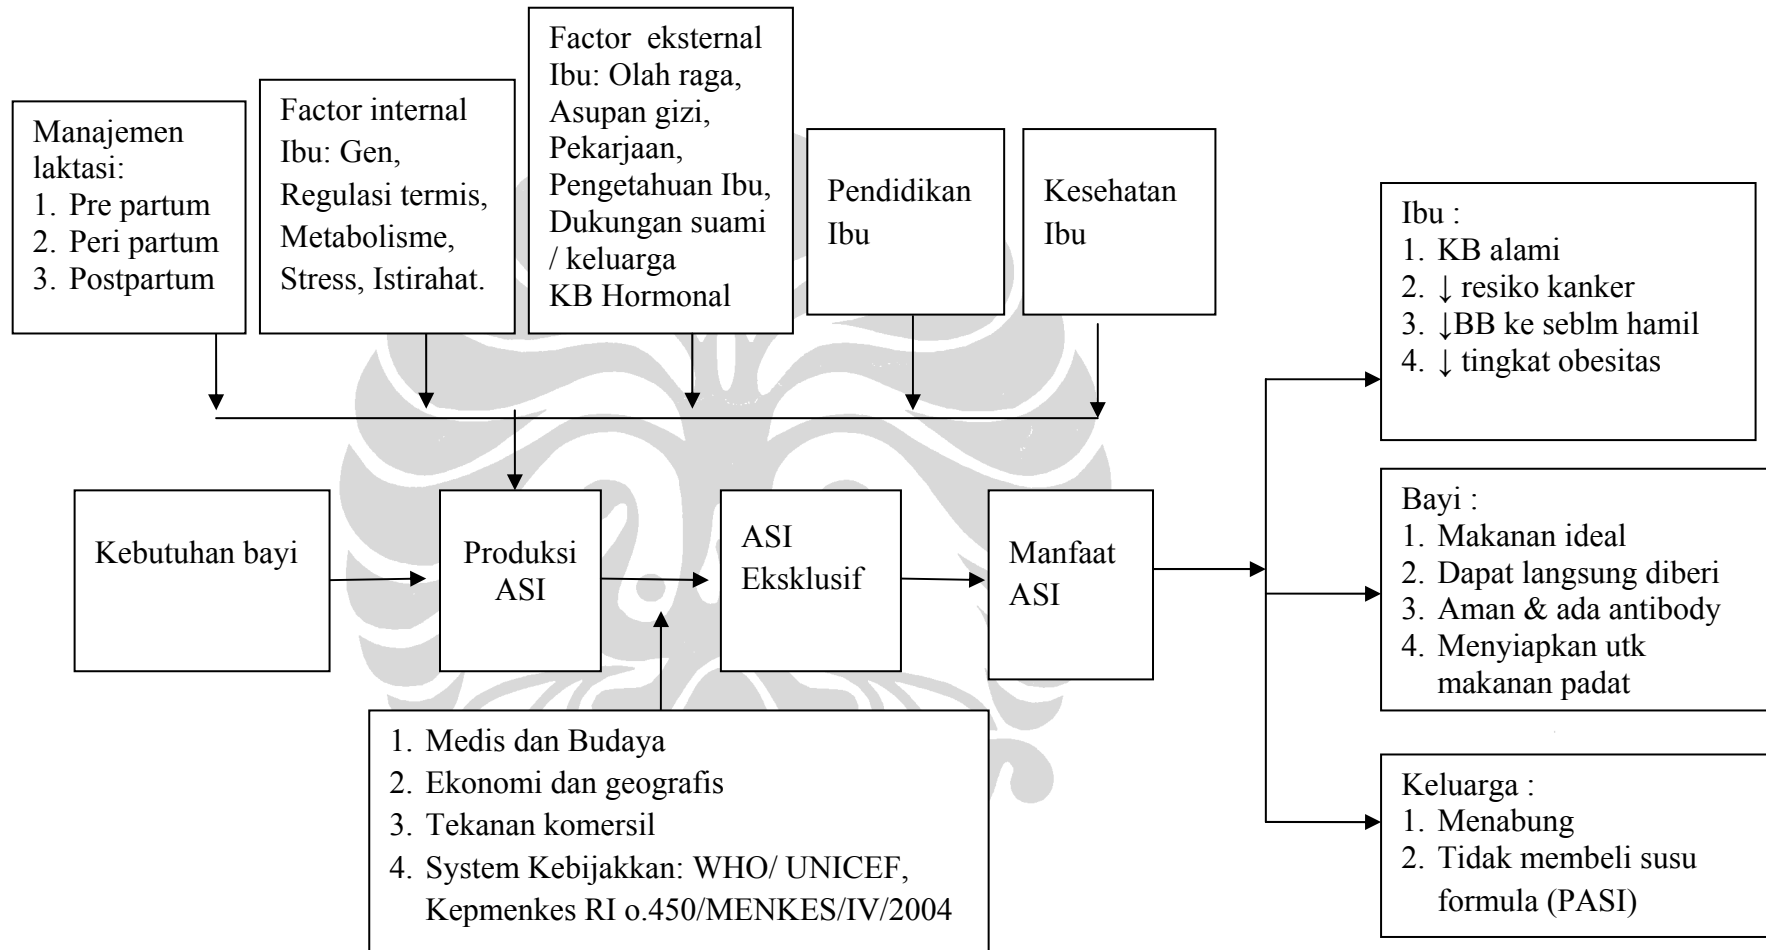 Manajemen
laktasi:
1. Pre partum
2. Peri partum
3. Postpartum
Factor internal
Ibu: Gen,
Regulasi termis,
Metabolisme,
Stress, Istirahat.
Factor eksternal
Ibu: Olah raga,
Asupan gizi,
Pekarjaan,
Pengetahuan Ibu,
Dukungan suami
/ keluarga
KB Hormonal
Pendidikan
Ibu
Kesehatan
Ibu
Kebutuhan bayi
Produksi
ASI
ASI
Eksklusif
Manfaat
ASI
1. Medis dan Budaya
2. Ekonomi dan geografis
3. Tekanan komersil
4. System Kebijakkan: WHO/ UNICEF,
Kepmenkes RI o.450/MENKES/IV/2004
Ibu :
1. KB alami
2. ↓ resiko kanker
3. ↓BB ke seblm hamil
4. ↓ tingkat obesitas
Bayi :
1. Makanan ideal
2. Dapat langsung diberi
3. Aman & ada antibody
4. Menyiapkan utk
makanan padat
Keluarga :
1. Menabung
2. Tidak membeli susu
formula (PASI)